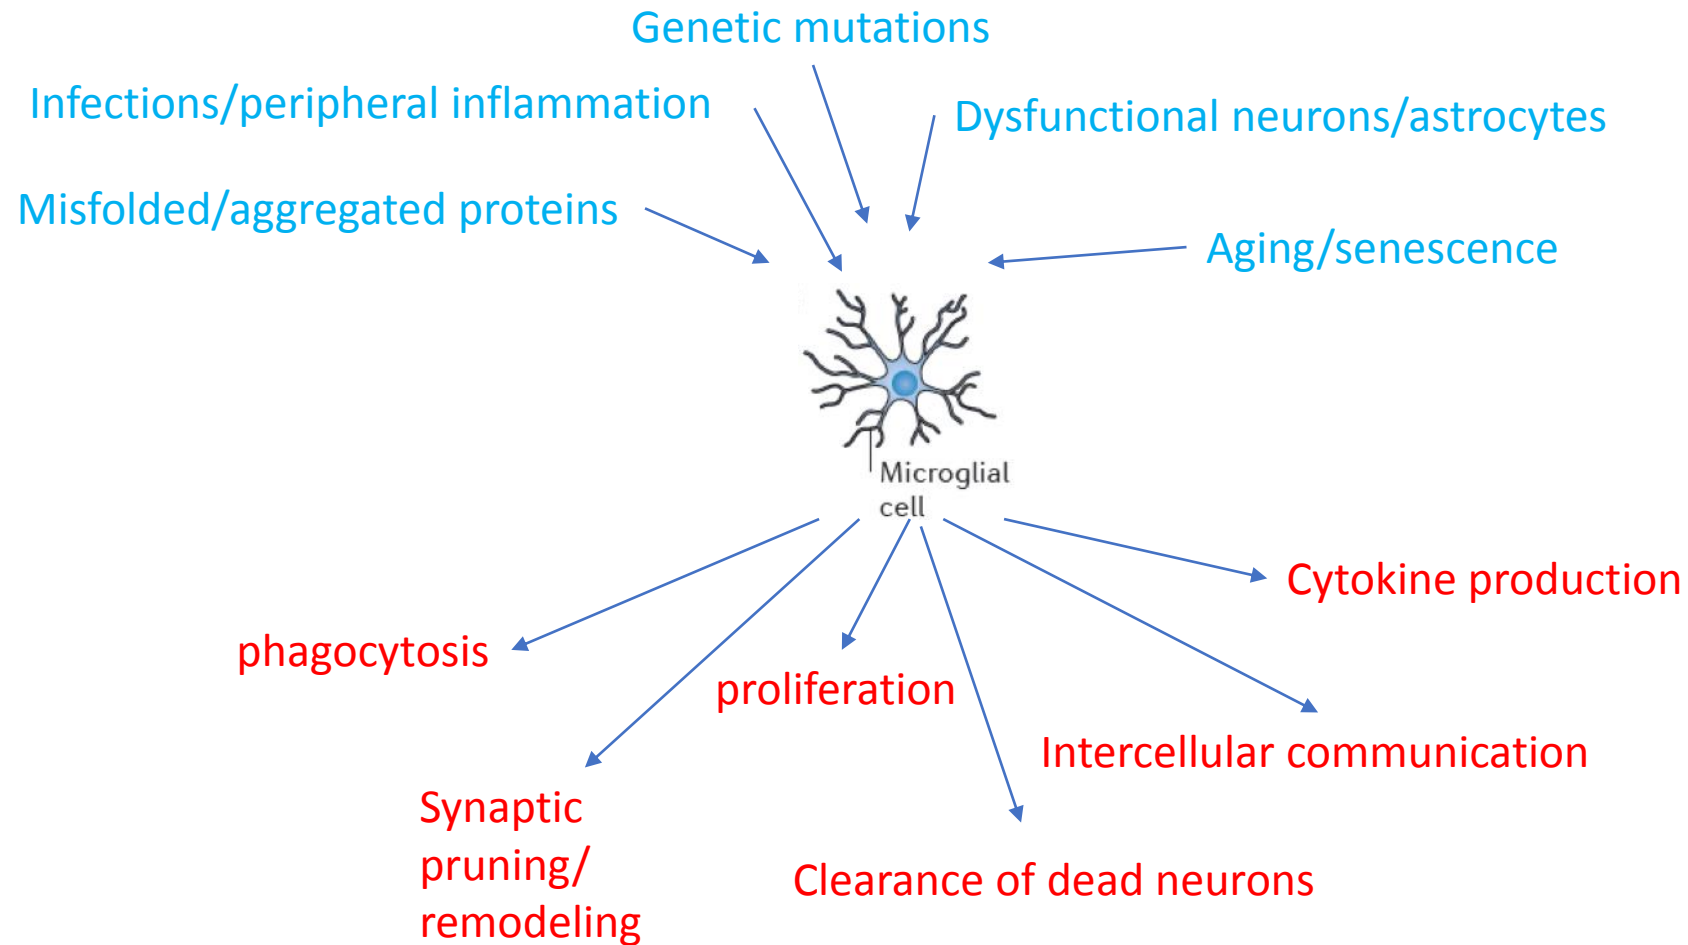 Genetic mutations
Infections/peripheral inflammation
Dysfunctional neurons/astrocytes
Misfolded/aggregated proteins
Aging/senescence
Microglial
cell
Cytokine production
phagocytosis
proliferation
Intercellular communication
Synaptic
pruning/
remodeling
Clearance of dead neurons